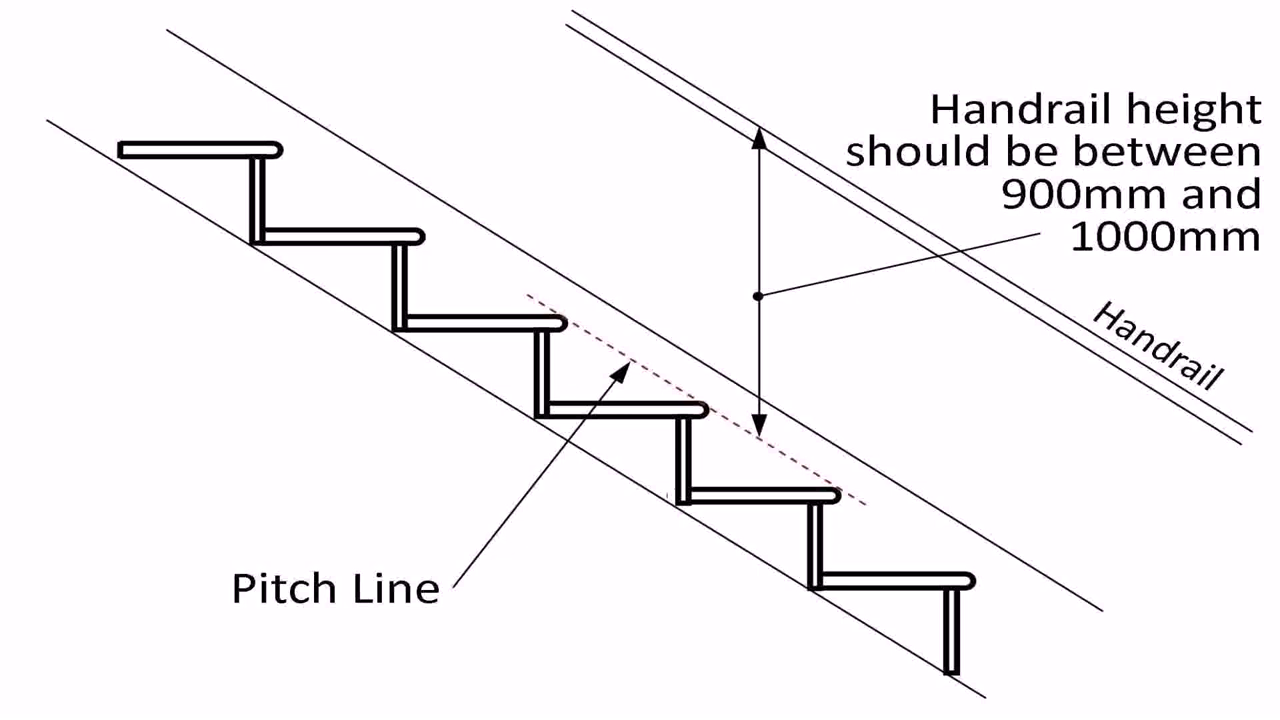 Handrail height
should be between
900mm and
1000mm
Handrail
Pitch Line